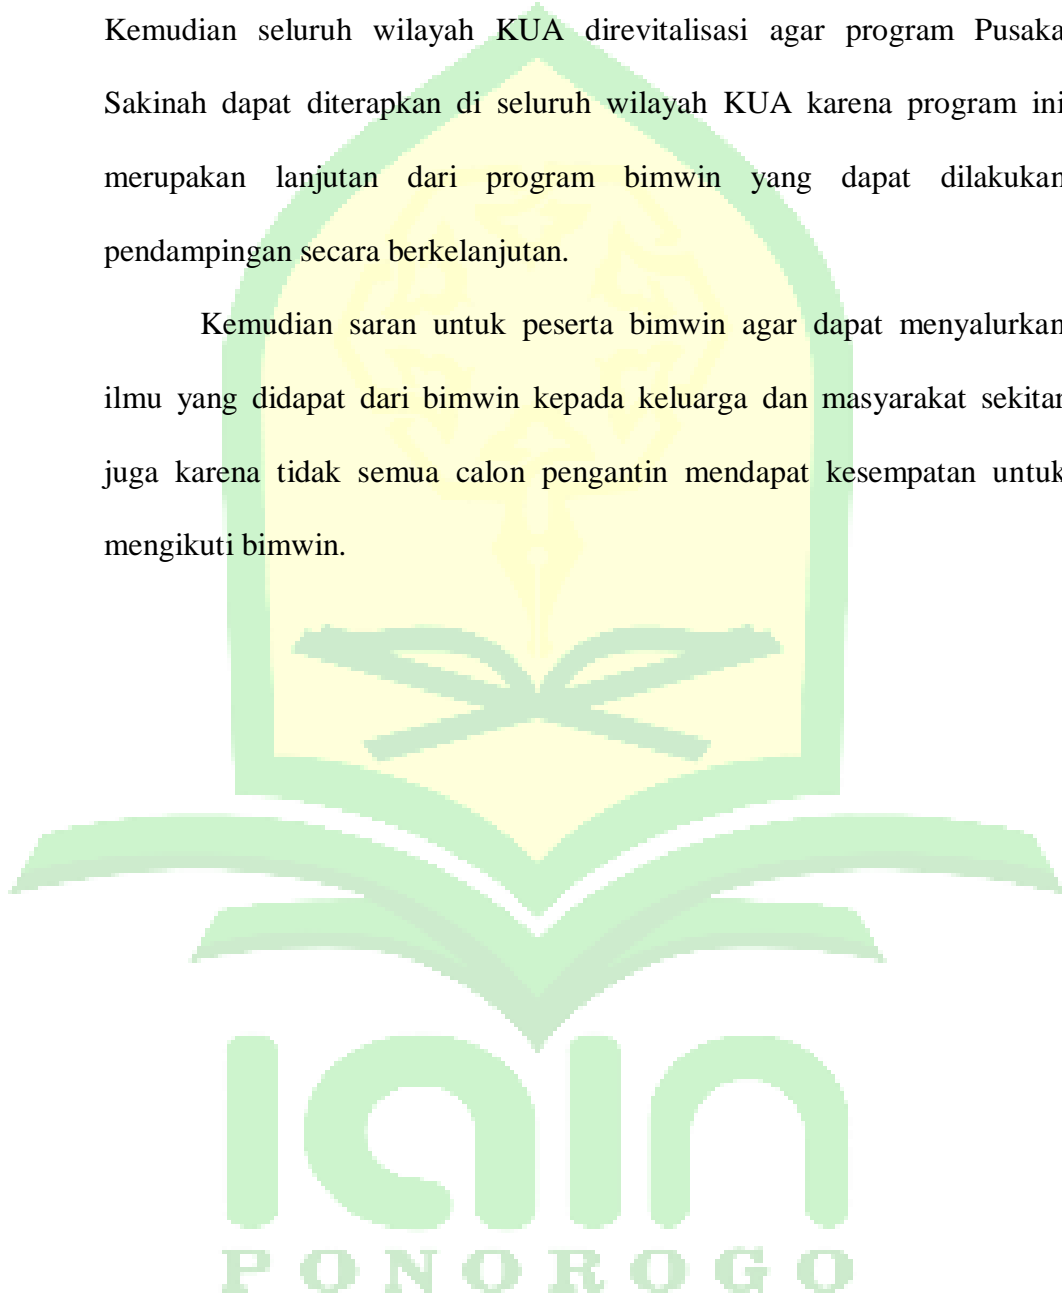 Kemudian seluruh wilayah KUA direvitalisasi agar program Pusaka
Sakinah dapat diterapkan di seluruh wilayah KUA karena program ini
merupakan lanjutan dari program bimwin yang dapat dilakukan
pendampingan secara berkelanjutan.
Kemudian saran untuk peserta bimwin agar dapat menyalurkan
ilmu yang didapat dari bimwin kepada keluarga dan masyarakat sekitar
juga karena tidak semua calon pengantin mendapat kesempatan untuk
mengikuti bimwin.
IAIN
PONOROGO